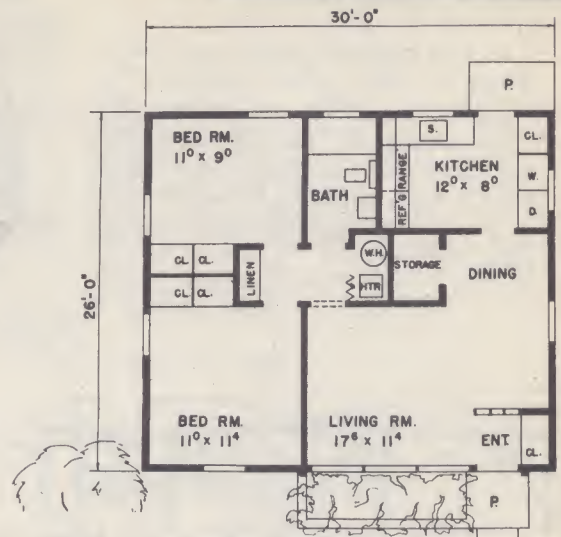 30'-0"
P.
BED RM.
11⁰ x 9⁰
S.
CL.
KITCHEN
12⁰ x 8⁰
W.
D.
BATH
REF'G RANGE
26'-0"
CL. CL.
LINEN
W.H.
STORAGE
DINING
HTR
CL. CL.
BED RM.
11⁰ x 11⁴
LIVING RM.
17⁶ x 11⁴
ENT.
CL.
P.